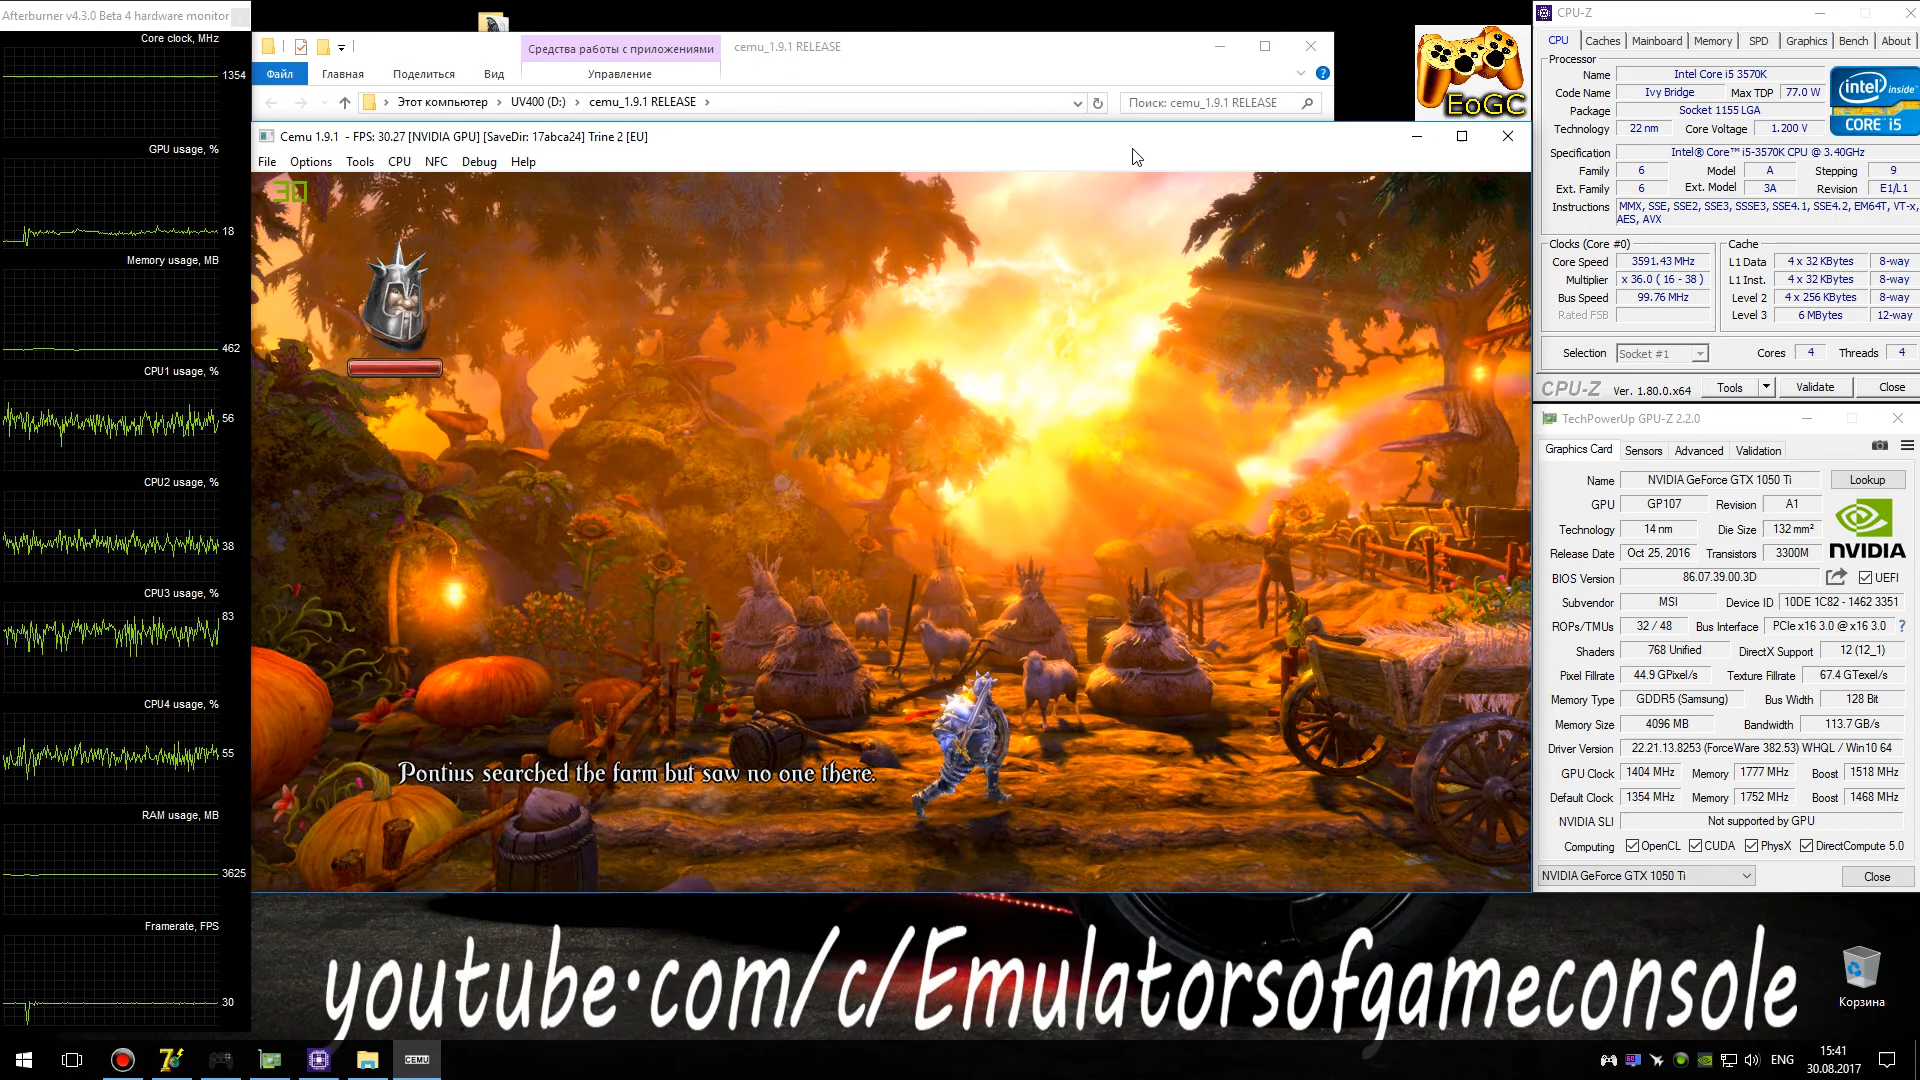 Afterburner v4.3.0 Beta 4 hardware monitor
Core clock, MHz
1354
GPU usage, %
18
Memory usage, MB
462
CPU1 usage, %
56
CPU2 usage, %
38
CPU3 usage, %
83
CPU4 usage, %
55
RAM usage, MB
3625
Framerate, FPS
30
Средства работы с приложениями
cemu_1.9.1 RELEASE
Файл Главная Поделиться Вид Управление
Этот компьютер UV400 (D:) cemu_1.9.1 RELEASE
Поиск: cemu_1.9.1 RELEASE
EoGC
Cemu 1.9.1 - FPS: 30.27 [NVIDIA GPU] [SaveDir: 17abca24] Trine 2 [EU]
File Options Tools CPU NFC Debug Help
30
Pontius searched the farm but saw no one there.
CPU-Z
CPU Caches Mainboard Memory SPD Graphics Bench About
Processor
Name Intel Core i5 3570K
Code Name Ivy Bridge Max TDP 77.0 W
Package Socket 1155 LGA
Technology 22 nm Core Voltage 1.200 V
intel inside
CORE i5
Specification Intel® Core™ i5-3570K CPU @ 3.40GHz
Family 6 Model A Stepping 9
Ext. Family 6 Ext. Model 3A Revision E1/L1
Instructions MMX, SSE, SSE2, SSE3, SSSE3, SSE4.1, SSE4.2, EM64T, VT-x,
AES, AVX
Clocks (Core #0)
Core Speed 3591.43 MHz
Multiplier x 36.0 ( 16 - 38 )
Bus Speed 99.76 MHz
Rated FSB
Cache
L1 Data 4 x 32 KBytes 8-way
L1 Inst. 4 x 32 KBytes 8-way
Level 2 4 x 256 KBytes 8-way
Level 3 6 MBytes 12-way
Selection Socket #1 Cores 4 Threads 4
CPU-Z Ver. 1.80.0.x64 Tools Validate Close
TechPowerUp GPU-Z 2.2.0
Graphics Card Sensors Advanced Validation
Name NVIDIA GeForce GTX 1050 Ti Lookup
GPU GP107 Revision A1
Technology 14 nm Die Size 132 mm²
Release Date Oct 25, 2016 Transistors 3300M
NVIDIA
BIOS Version 86.07.39.00.3D UEFI
Subvendor MSI Device ID 10DE 1C82 - 1462 3351
ROPs/TMUs 32 / 48 Bus Interface PCIe x16 3.0 @ x16 3.0 ?
Shaders 768 Unified DirectX Support 12 (12_1)
Pixel Fillrate 44.9 GPixel/s Texture Fillrate 67.4 GTexel/s
Memory Type GDDR5 (Samsung) Bus Width 128 Bit
Memory Size 4096 MB Bandwidth 113.7 GB/s
Driver Version 22.21.13.8253 (ForceWare 382.53) WHQL / Win10 64
GPU Clock 1404 MHz Memory 1777 MHz Boost 1518 MHz
Default Clock 1354 MHz Memory 1752 MHz Boost 1468 MHz
NVIDIA SLI Not supported by GPU
Computing OpenCL CUDA PhysX DirectCompute 5.0
NVIDIA GeForce GTX 1050 Ti Close
youtube.com/c/Emulatorsofgameconsole
Корзина
CEMU
ENG
15:41
30.08.2017